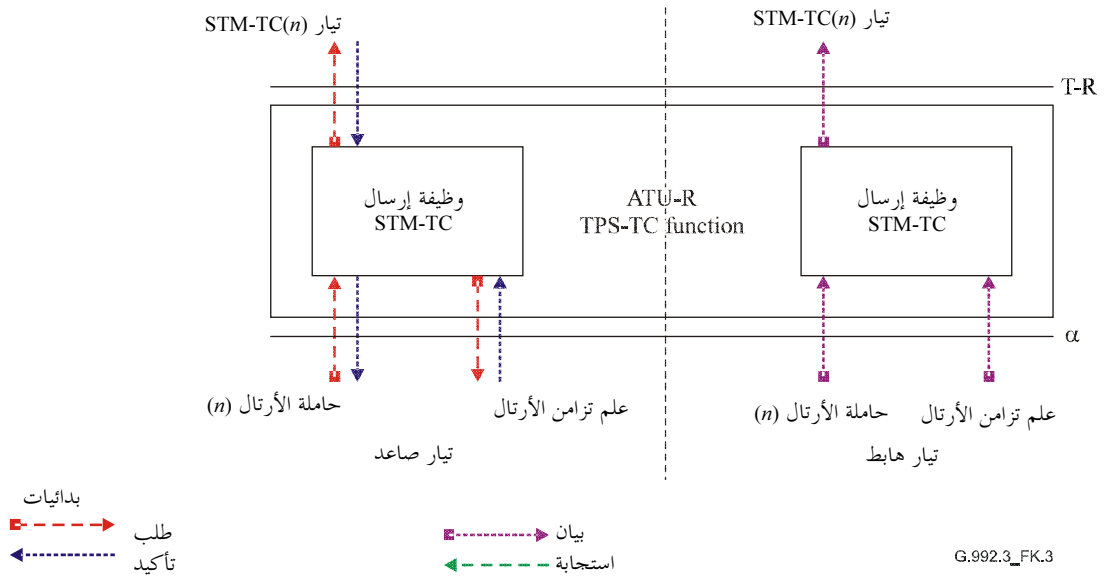 تيار STM-TC(n)
تيار STM-TC(n)
T-R
وظيفة إرسال
STM-TC
ATU-R
TPS-TC function
وظيفة إرسال
STM-TC
α
حاملة الأرتال (n)
علم تزامن الأرتال
حاملة الأرتال (n)
علم تزامن الأرتال
تيار صاعد
تيار هابط
بدائيات
طلب
تأكيد
بيان
استجابة
G.992.3_FK.3